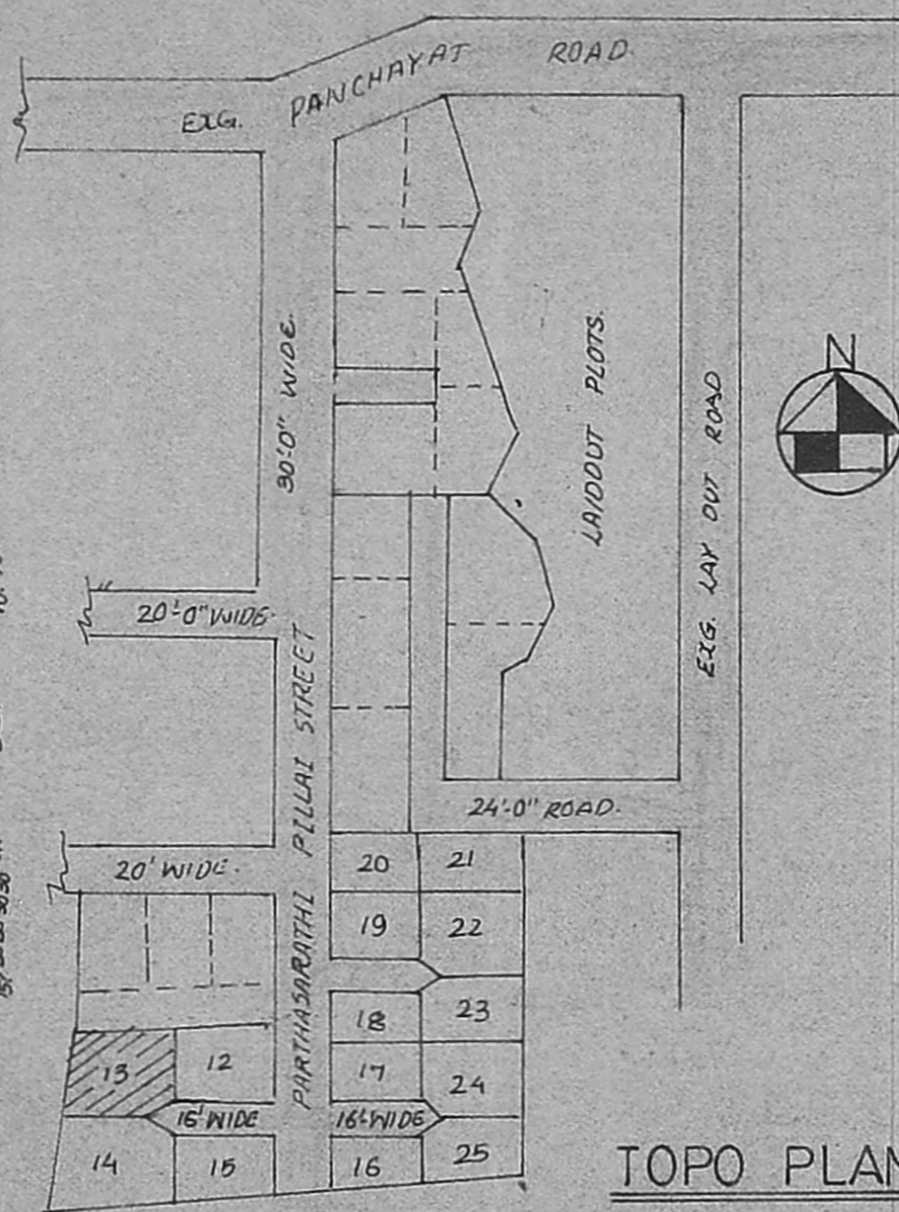 EXG. PANCHAYAT ROAD.
N
30'-0" WIDE.
LAIDOUT PLOTS.
EXG. LAY OUT ROAD
20'-0" WIDE.
PARTHASARATHI PILLAI STREET
24'-0" ROAD.
20' WIDE.
20 21
19 22
18 23
13 12 17 24
16' WIDE 16' WIDE
14 15 16 25
TOPO PLAN